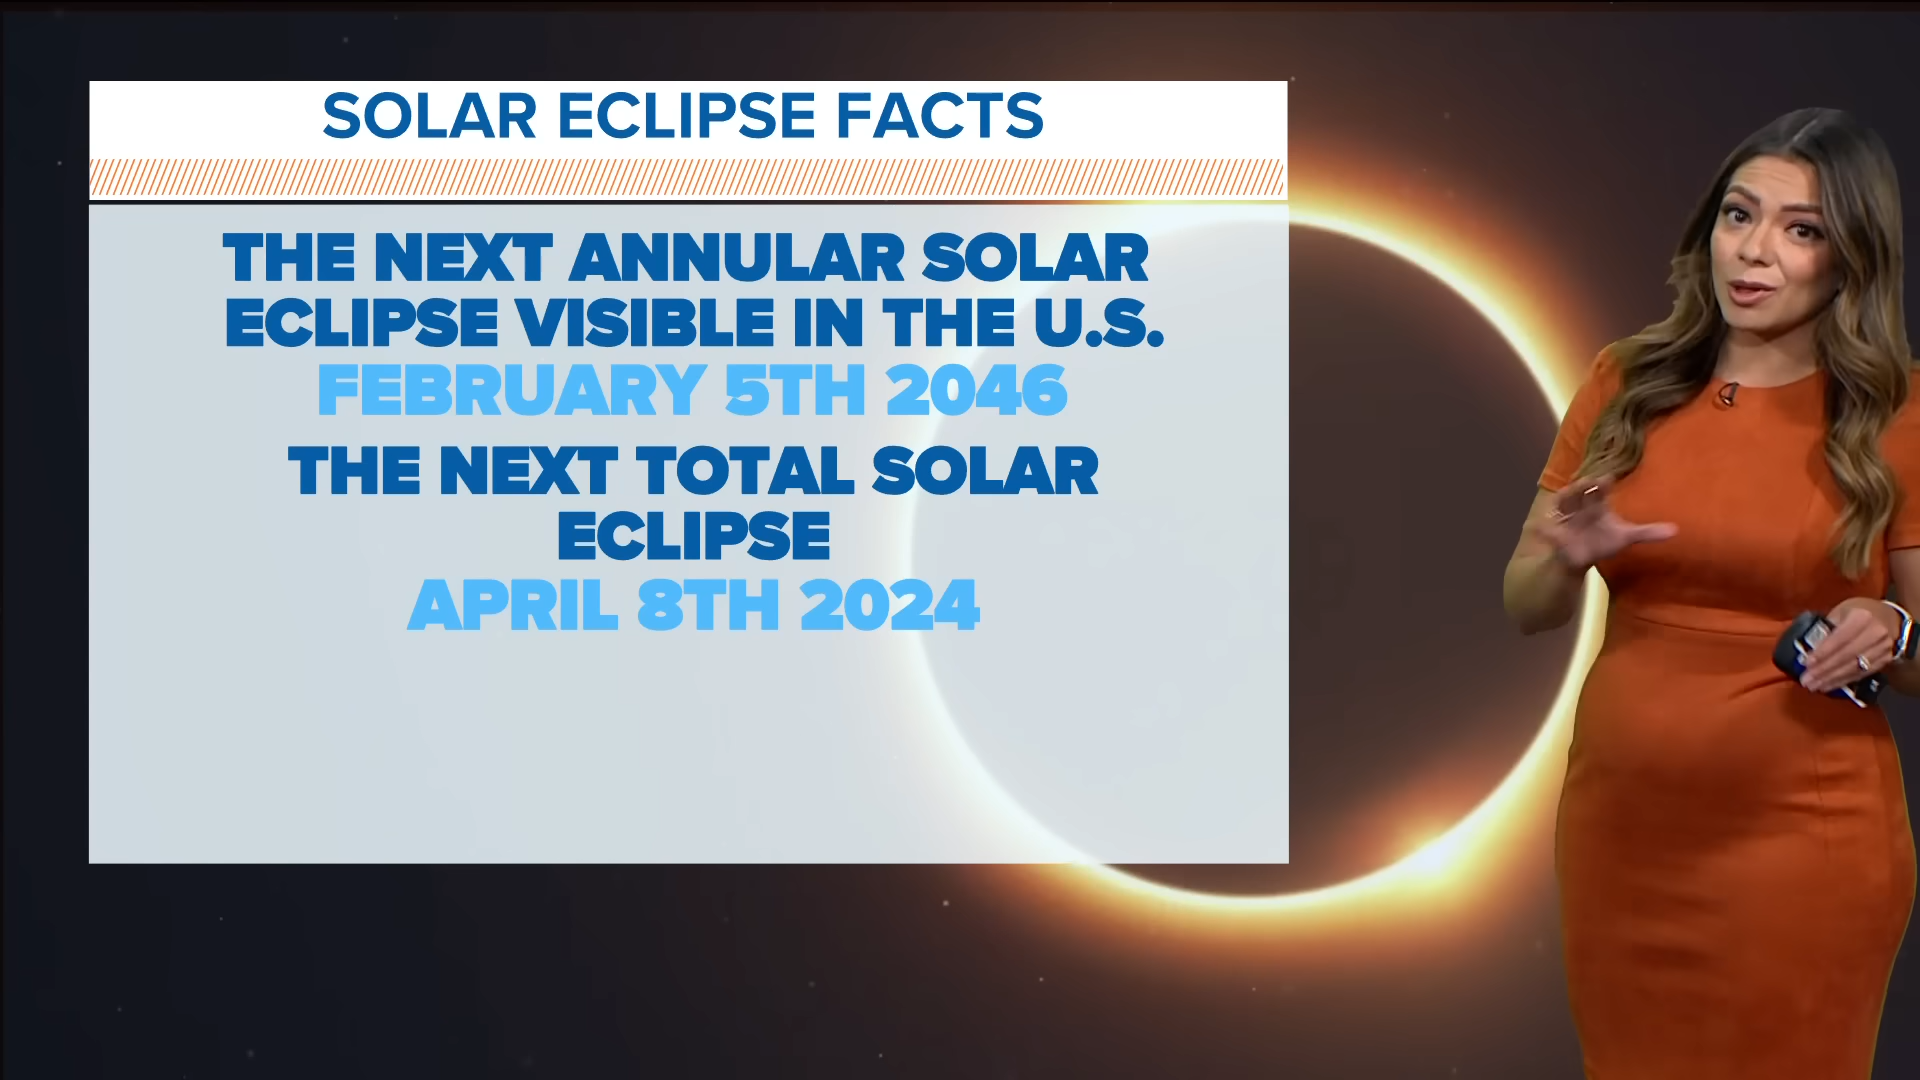 SOLAR ECLIPSE FACTS
THE NEXT ANNULAR SOLAR
ECLIPSE VISIBLE IN THE U.S.
FEBRUARY 5TH 2046
THE NEXT TOTAL SOLAR
ECLIPSE
APRIL 8TH 2024